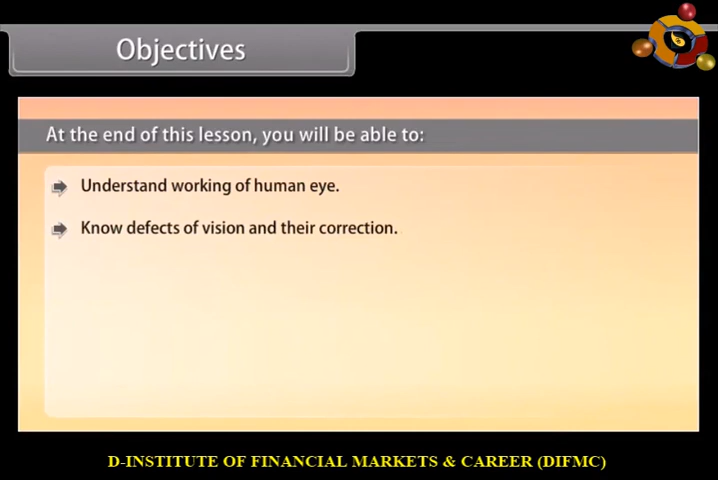 Objectives
At the end of this lesson, you will be able to:
Understand working of human eye.
Know defects of vision and their correction.
D-INSTITUTE OF FINANCIAL MARKETS & CAREER (DIFMC)